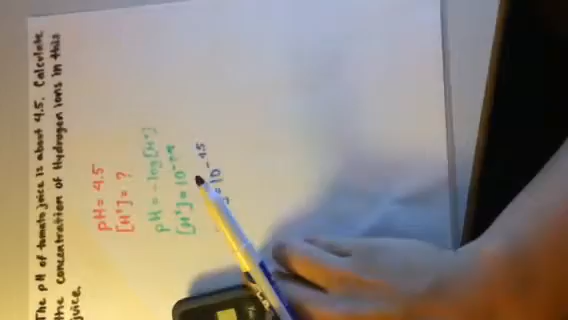 The pH of tomato juice is about 4.5. Calculate
the concentration of Hydrogen ions in this
juice.
pH = 4.5
[H⁺] = ?
pH = -log[H⁺]
[H⁺] = 10
= 10⁻⁴·⁵